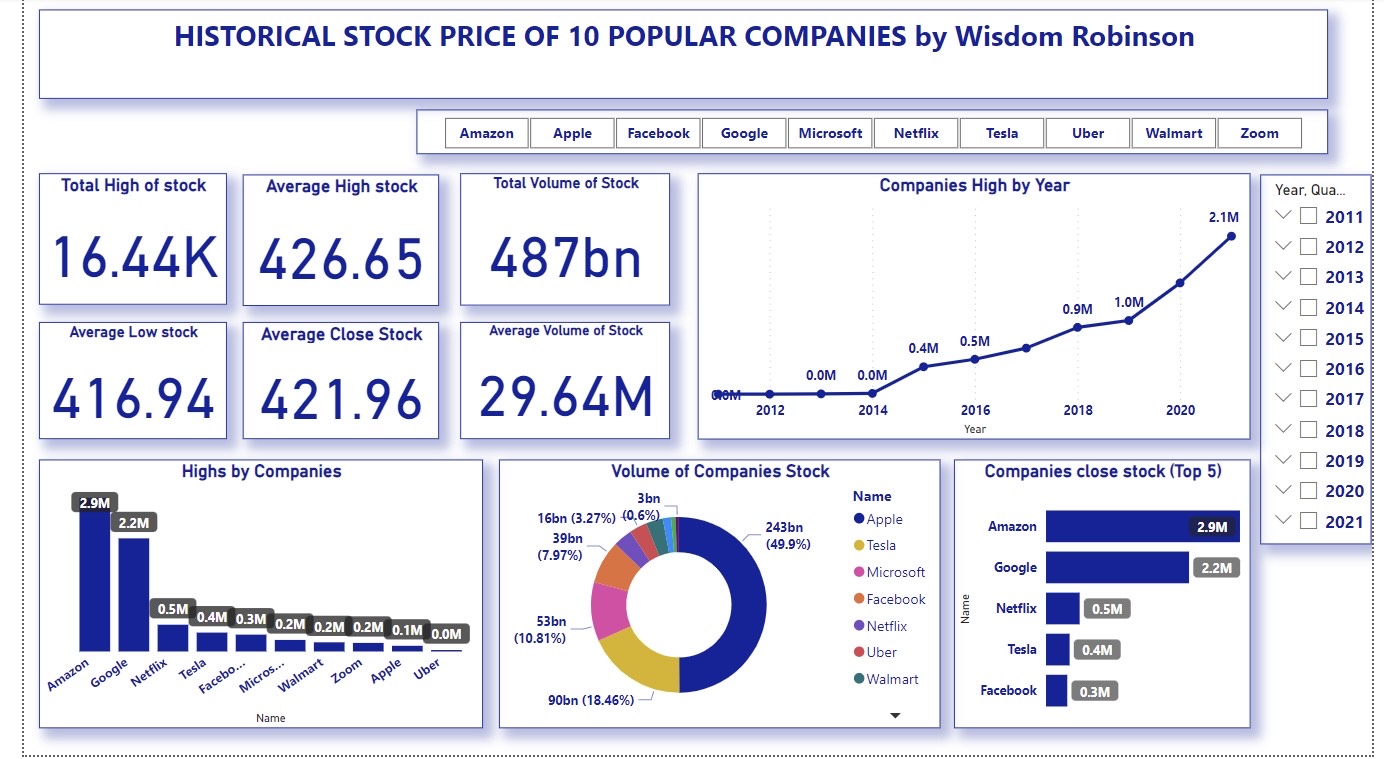 HISTORICAL STOCK PRICE OF 10 POPULAR COMPANIES by Wisdom Robinson
Amazon Apple Facebook Google Microsoft Netflix Tesla Uber Walmart Zoom
Total High of stock
16.44K
Average High stock
426.65
Total Volume of Stock
487bn
Average Low stock
416.94
Average Close Stock
421.96
Average Volume of Stock
29.64M
Companies High by Year
0.0M
0.0M
0.0M
0.4M
0.5M
0.9M
1.0M
2.1M
2012 2014 2016 2018 2020
Year
Year, Qua...
2011
2012
2013
2014
2015
2016
2017
2018
2019
2020
2021
Highs by Companies
2.9M
2.2M
0.5M
0.4M
0.3M
0.2M
0.2M
0.2M
0.1M
0.0M
Amazon
Google
Netflix
Tesla
Facebo...
Micros...
Walmart
Zoom
Apple
Uber
Name
Volume of Companies Stock
3bn
(0.6%)
16bn (3.27%)
39bn
(7.97%)
53bn
(10.81%)
90bn (18.46%)
243bn
(49.9%)
Name
Apple
Tesla
Microsoft
Facebook
Netflix
Uber
Walmart
Companies close stock (Top 5)
Name
Amazon 2.9M
Google 2.2M
Netflix 0.5M
Tesla 0.4M
Facebook 0.3M